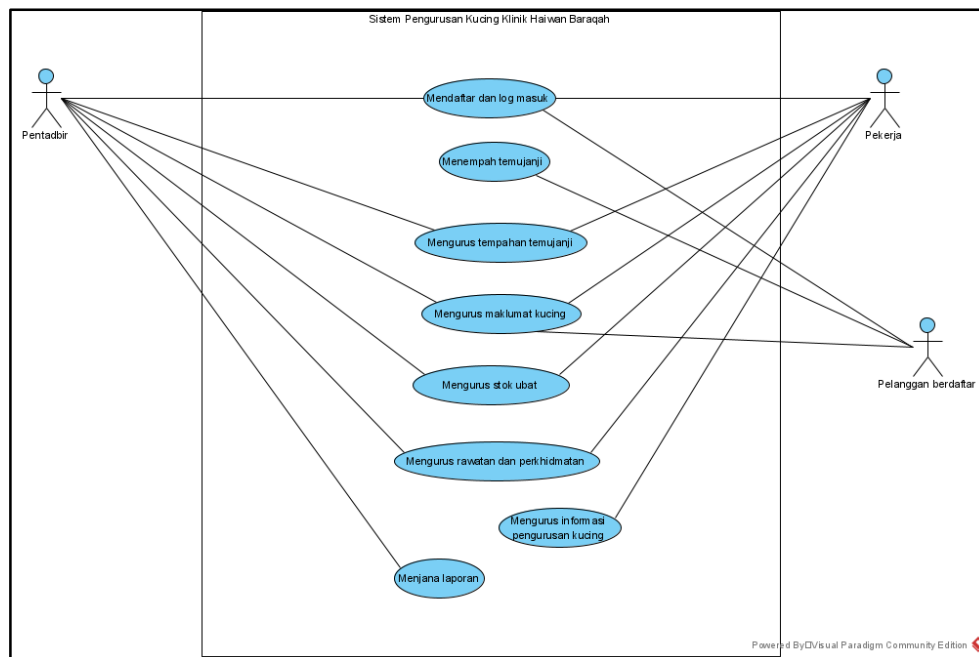 Sistem Pengurusan Kucing Klinik Haiwan Baraqah
Mendaftar dan log masuk
Pentadbir
Pekerja
Menempah temujanji
Mengurus tempahan temujanji
Mengurus maklumat kucing
Mengurus stok ubat
Pelanggan berdaftar
Mengurus rawatan dan perkhidmatan
Mengurus informasi
pengurusan kucing
Menjana laporan
Powered By□Visual Paradigm Community Edition